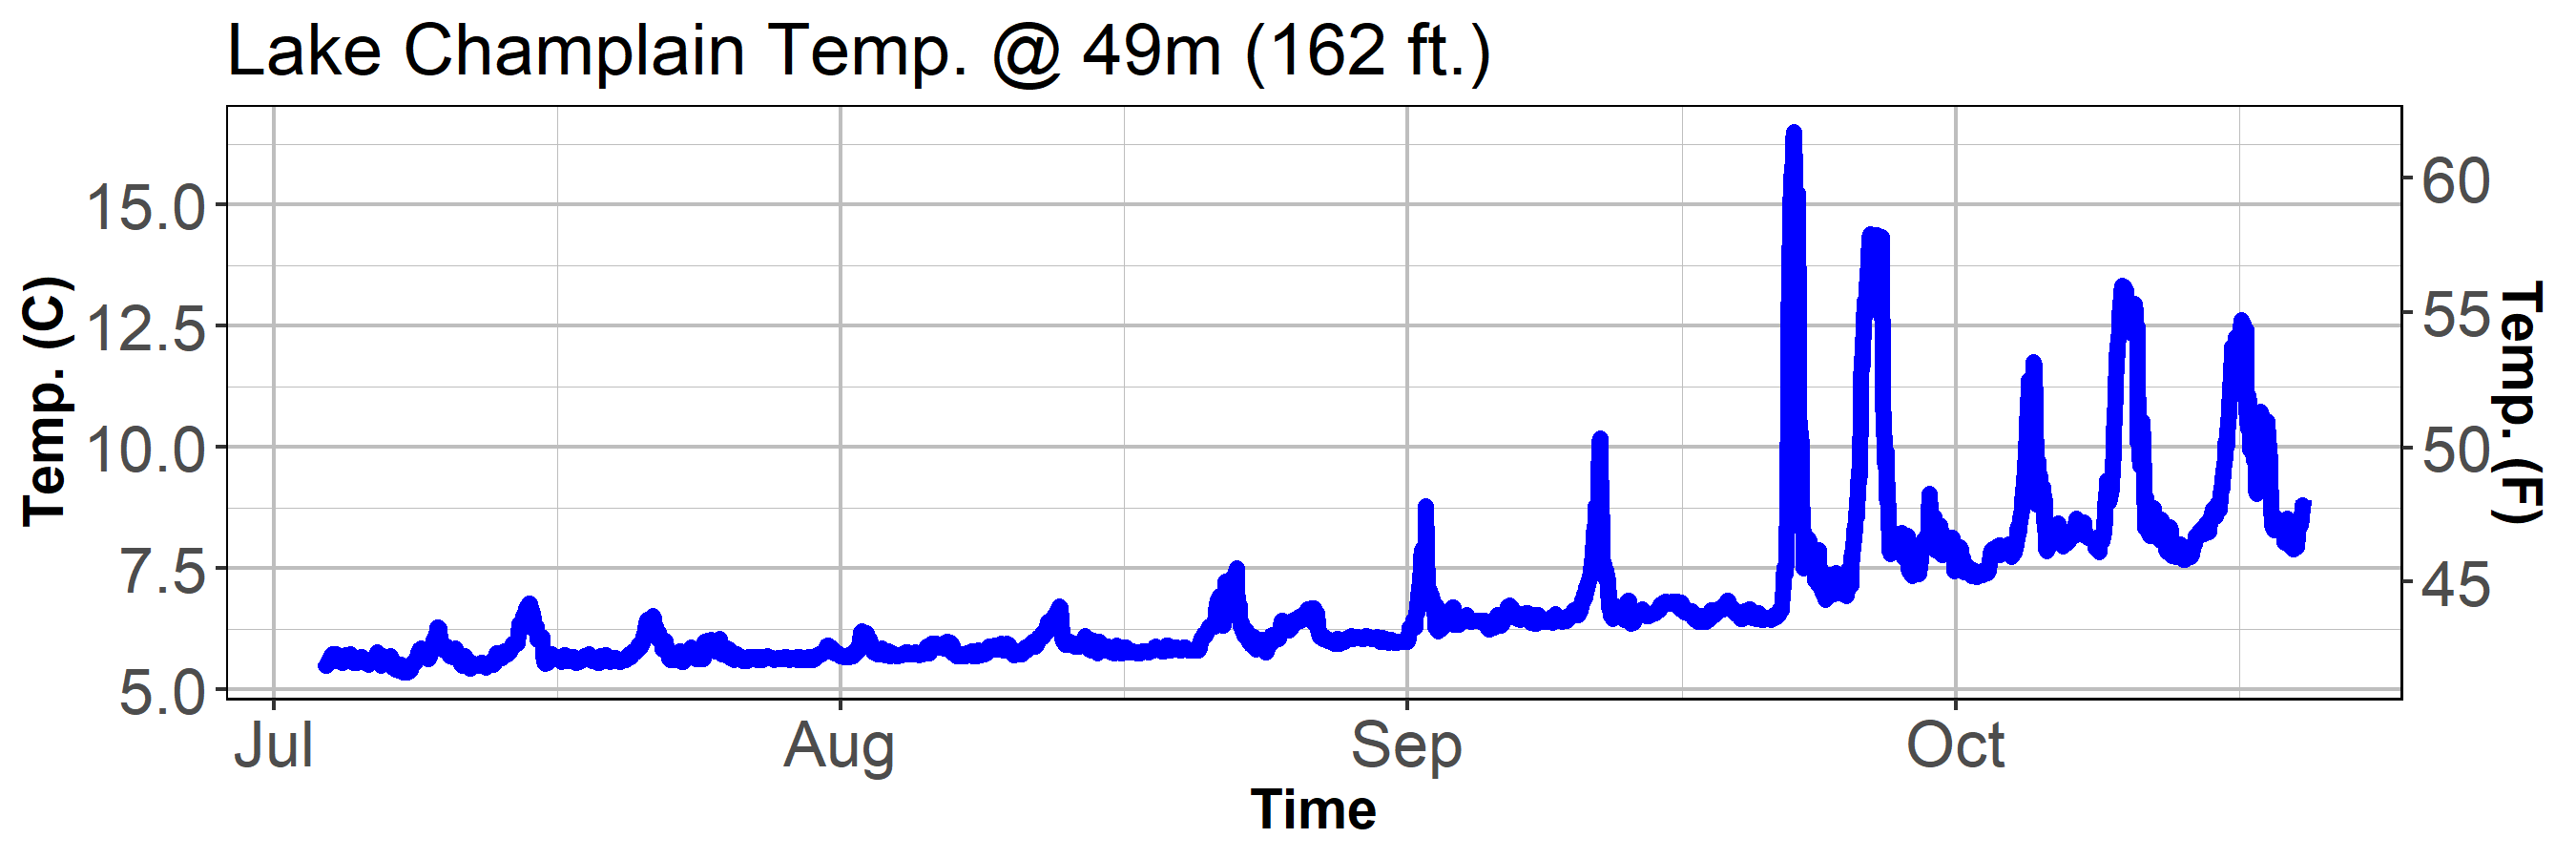 Lake Champlain Temp. @ 49m (162 ft.)
Temp. (C)
15.0
12.5
10.0
7.5
5.0
60
55
50
45
Temp. (F)
Jul Aug Sep Oct
Time